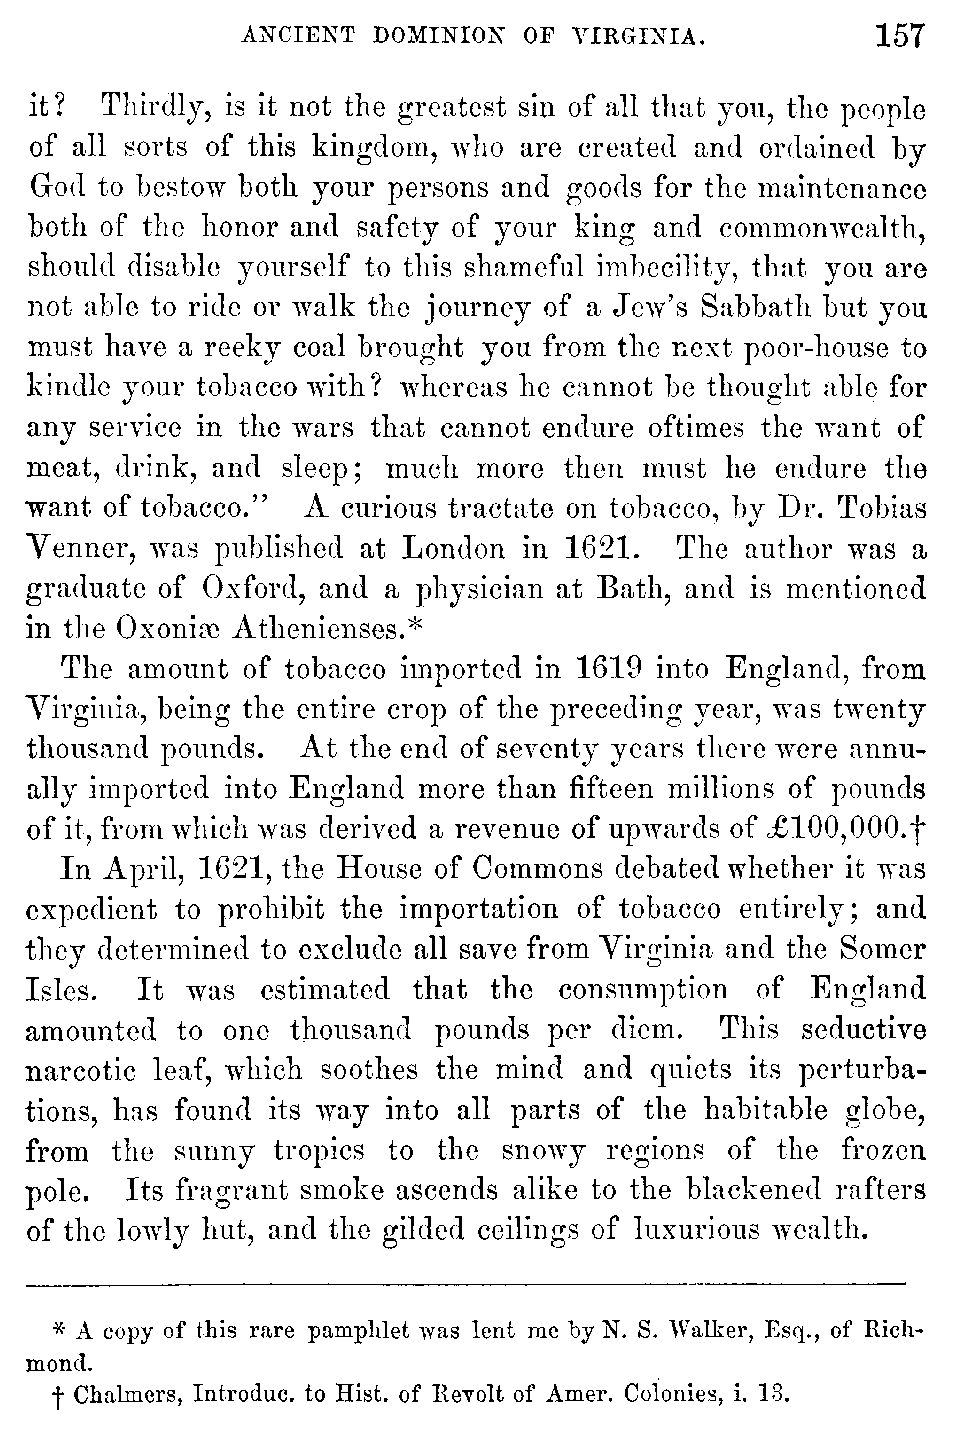 ANCIENT DOMINION OF VIRGINIA. 157
it? Thirdly, is it not the greatest sin of all that you, the people
of all sorts of this kingdom, who are created and ordained by
God to bestow both your persons and goods for the maintenance
both of the honor and safety of your king and commonwealth,
should disable yourself to this shameful imbecility, that you are
not able to ride or walk the journey of a Jew's Sabbath but you
must have a reeky coal brought you from the next poor-house to
kindle your tobacco with? whereas he cannot be thought able for
any service in the wars that cannot endure oftimes the want of
meat, drink, and sleep; much more then must he endure the
want of tobacco." A curious tractate on tobacco, by Dr. Tobias
Venner, was published at London in 1621. The author was a
graduate of Oxford, and a physician at Bath, and is mentioned
in the Oxoniæ Athenienses.*
The amount of tobacco imported in 1619 into England, from
Virginia, being the entire crop of the preceding year, was twenty
thousand pounds. At the end of seventy years there were annu-
ally imported into England more than fifteen millions of pounds
of it, from which was derived a revenue of upwards of £100,000.†
In April, 1621, the House of Commons debated whether it was
expedient to prohibit the importation of tobacco entirely; and
they determined to exclude all save from Virginia and the Somer
Isles. It was estimated that the consumption of England
amounted to one thousand pounds per diem. This seductive
narcotic leaf, which soothes the mind and quiets its perturba-
tions, has found its way into all parts of the habitable globe,
from the sunny tropics to the snowy regions of the frozen
pole. Its fragrant smoke ascends alike to the blackened rafters
of the lowly hut, and the gilded ceilings of luxurious wealth.
* A copy of this rare pamphlet was lent me by N. S. Walker, Esq., of Rich-
mond.
† Chalmers, Introduc. to Hist. of Revolt of Amer. Colonies, i. 13.